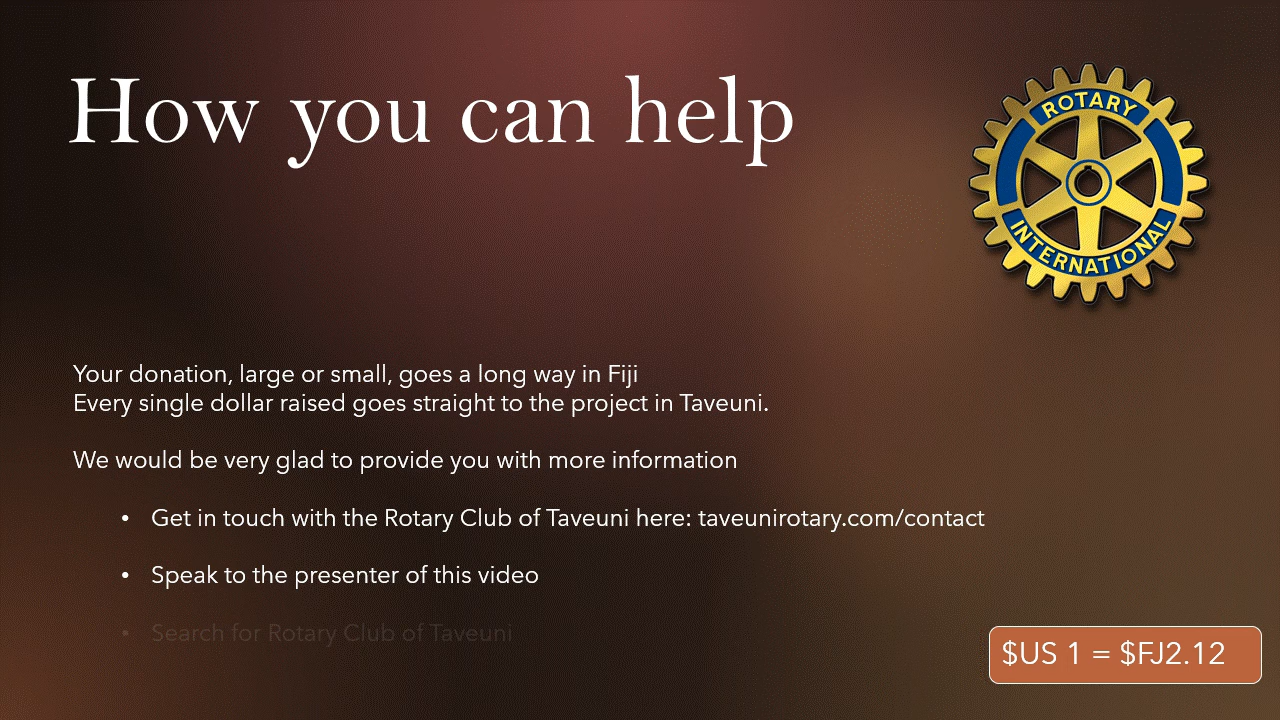 How you can help
ROTARY
INTERNATIONAL
Your donation, large or small, goes a long way in Fiji
Every single dollar raised goes straight to the project in Taveuni.
We would be very glad to provide you with more information
• Get in touch with the Rotary Club of Taveuni here: taveunirotary.com/contact
• Speak to the presenter of this video
• Search for Rotary Club of Taveuni
$US 1 = $FJ2.12